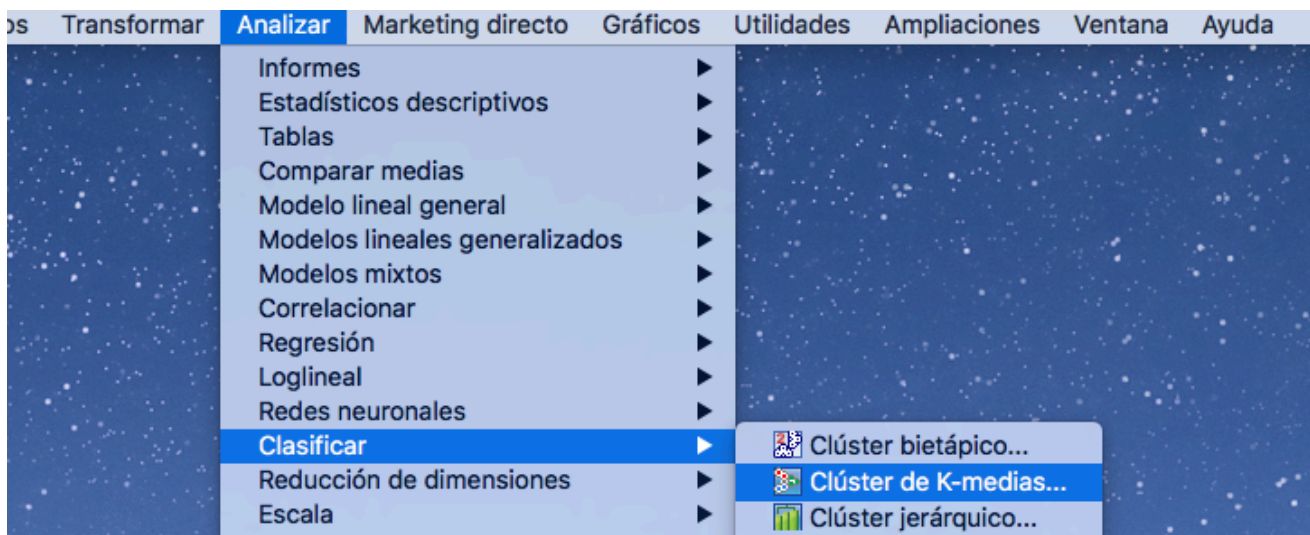 os Transformar Analizar Marketing directo Gráficos Utilidades Ampliaciones Ventana Ayuda
Informes
Estadísticos descriptivos
Tablas
Comparar medias
Modelo lineal general
Modelos lineales generalizados
Modelos mixtos
Correlacionar
Regresión
Loglineal
Redes neuronales
Clasificar
Reducción de dimensiones
Escala
Clúster bietápico...
Clúster de K-medias...
Clúster jerárquico...